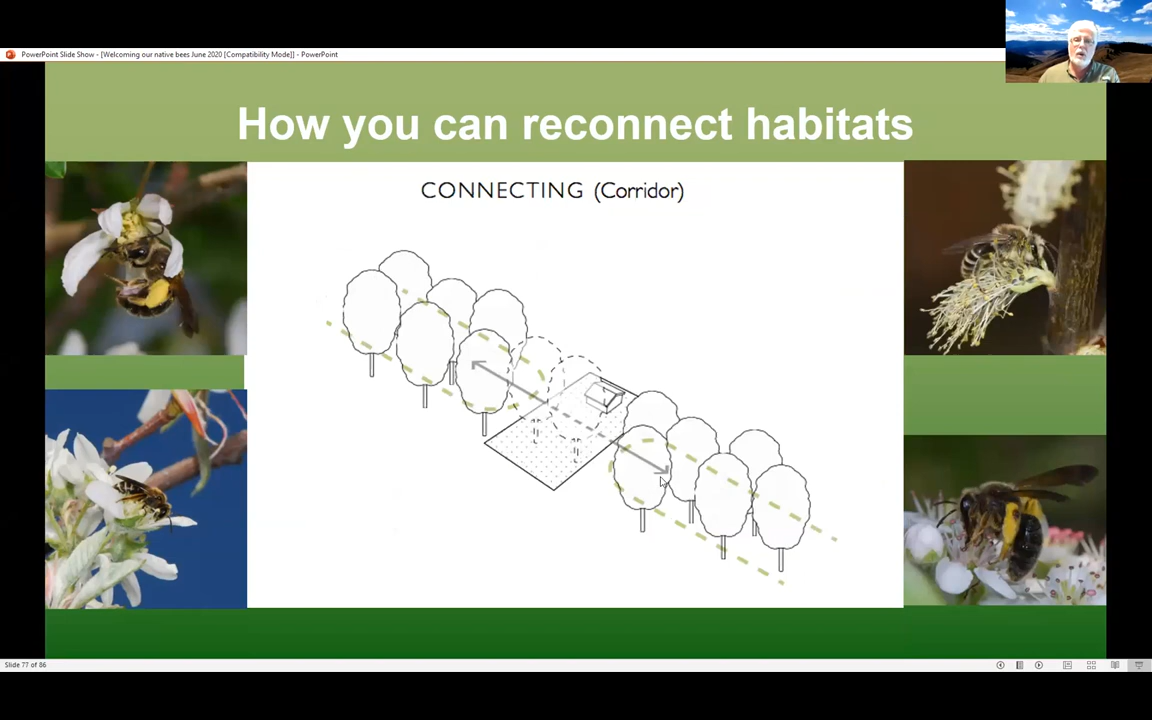 PowerPoint Slide Show - [Welcoming our native bees June 2020 [Compatibility Mode]] - PowerPoint
How you can reconnect habitats
CONNECTING (Corridor)
Slide 77 of 86